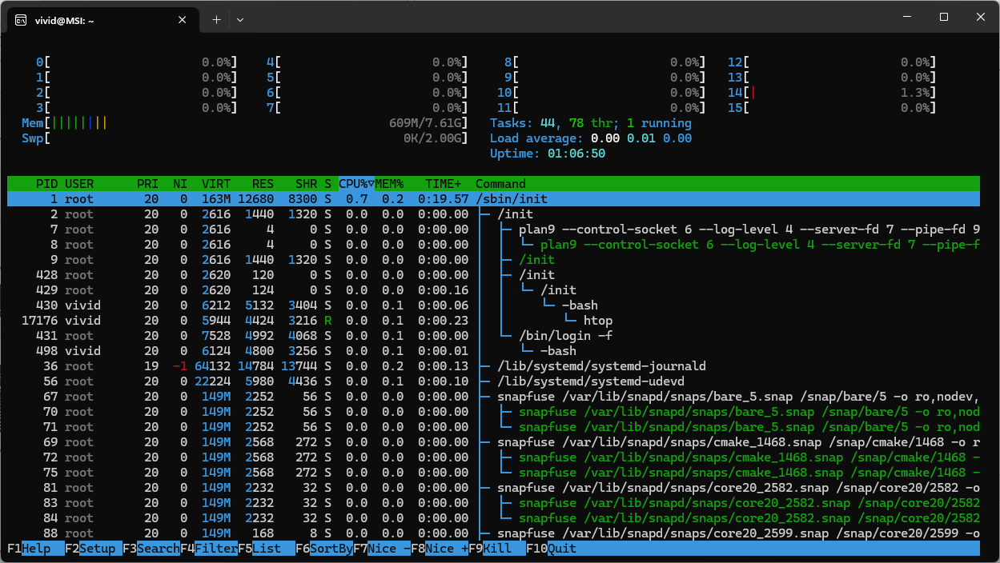 vivid@MSI: ~
0[ 0.0%] 4[ 0.0%] 8[ 0.0%] 12[ 0.0%]
1[ 0.0%] 5[ 0.0%] 9[ 0.0%] 13[ 0.0%]
2[ 0.0%] 6[ 0.0%] 10[ 0.0%] 14[| 1.3%]
3[ 0.0%] 7[ 0.0%] 11[ 0.0%] 15[ 0.0%]
Mem[|||||||| 609M/7.61G] Tasks: 44, 78 thr; 1 running
Swp[ 0K/2.00G] Load average: 0.00 0.01 0.00
Uptime: 01:06:50
PID USER PRI NI VIRT RES SHR S CPU%▽MEM% TIME+ Command
1 root 20 0 163M 12680 8300 S 0.7 0.2 0:19.57 /sbin/init
2 root 20 0 2616 1440 1320 S 0.0 0.0 0:00.00 ├─ /init
7 root 20 0 2616 4 0 S 0.0 0.0 0:00.00 │ ├─ plan9 --control-socket 6 --log-level 4 --server-fd 7 --pipe-fd 9
8 root 20 0 2616 4 0 S 0.0 0.0 0:00.00 │ │ └─ plan9 --control-socket 6 --log-level 4 --server-fd 7 --pipe-f
9 root 20 0 2616 1440 1320 S 0.0 0.0 0:00.00 │ ├─ /init
428 root 20 0 2620 120 0 S 0.0 0.0 0:00.00 │ ├─ /init
429 root 20 0 2620 124 0 S 0.0 0.0 0:00.16 │ │ └─ /init
430 vivid 20 0 6212 5132 3404 S 0.0 0.1 0:00.06 │ │ └─ -bash
17176 vivid 20 0 5944 4424 3216 R 0.0 0.1 0:00.23 │ │ └─ htop
431 root 20 0 7528 4992 4068 S 0.0 0.1 0:00.00 │ └─ /bin/login -f
498 vivid 20 0 6124 4800 3256 S 0.0 0.1 0:00.01 │ └─ -bash
36 root 19 -1 64132 14784 13744 S 0.0 0.2 0:00.13 ├─ /lib/systemd/systemd-journald
56 root 20 0 22224 5980 4436 S 0.0 0.1 0:00.10 ├─ /lib/systemd/systemd-udevd
67 root 20 0 149M 2252 56 S 0.0 0.0 0:00.00 ├─ snapfuse /var/lib/snapd/snaps/bare_5.snap /snap/bare/5 -o ro,nodev,
70 root 20 0 149M 2252 56 S 0.0 0.0 0:00.00 │ ├─ snapfuse /var/lib/snapd/snaps/bare_5.snap /snap/bare/5 -o ro,nod
71 root 20 0 149M 2252 56 S 0.0 0.0 0:00.00 │ └─ snapfuse /var/lib/snapd/snaps/bare_5.snap /snap/bare/5 -o ro,nod
69 root 20 0 149M 2568 272 S 0.0 0.0 0:00.00 ├─ snapfuse /var/lib/snapd/snaps/cmake_1468.snap /snap/cmake/1468 -o r
72 root 20 0 149M 2568 272 S 0.0 0.0 0:00.00 │ ├─ snapfuse /var/lib/snapd/snaps/cmake_1468.snap /snap/cmake/1468 -
75 root 20 0 149M 2568 272 S 0.0 0.0 0:00.00 │ └─ snapfuse /var/lib/snapd/snaps/cmake_1468.snap /snap/cmake/1468 -
81 root 20 0 149M 2232 32 S 0.0 0.0 0:00.00 ├─ snapfuse /var/lib/snapd/snaps/core20_2582.snap /snap/core20/2582 -o
83 root 20 0 149M 2232 32 S 0.0 0.0 0:00.00 │ ├─ snapfuse /var/lib/snapd/snaps/core20_2582.snap /snap/core20/2582
84 root 20 0 149M 2232 32 S 0.0 0.0 0:00.00 │ └─ snapfuse /var/lib/snapd/snaps/core20_2582.snap /snap/core20/2582
88 root 20 0 149M 168 8 S 0.0 0.0 0:00.00 ├─ snapfuse /var/lib/snapd/snaps/core20_2599.snap /snap/core20/2599 -o
F1Help F2Setup F3SearchF4FilterF5List F6SortByF7Nice -F8Nice +F9Kill F10Quit